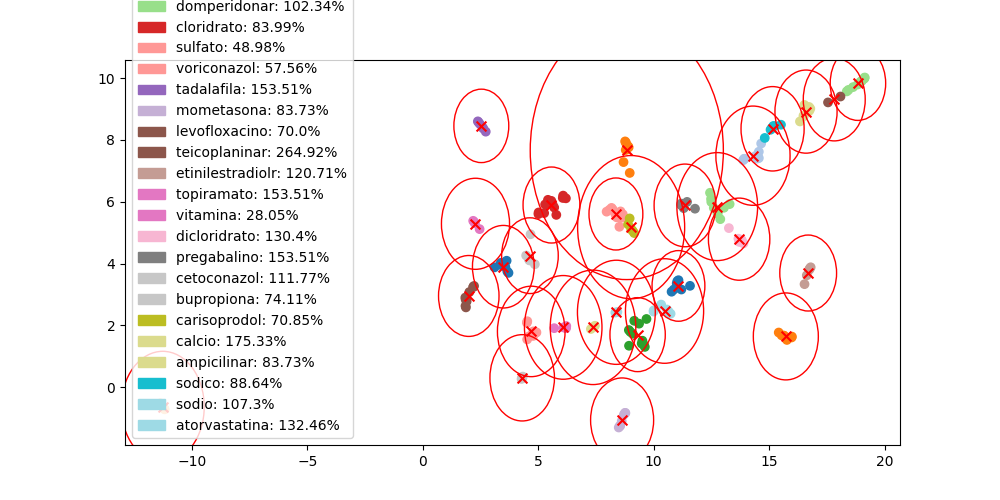 domperidonar: 102.34%
cloridrato: 83.99%
sulfato: 48.98%
voriconazol: 57.56%
tadalafila: 153.51%
mometasona: 83.73%
levofloxacino: 70.0%
teicoplaninar: 264.92%
etinilestradiolr: 120.71%
topiramato: 153.51%
vitamina: 28.05%
dicloridrato: 130.4%
pregabalino: 153.51%
cetoconazol: 111.77%
bupropiona: 74.11%
carisoprodol: 70.85%
calcio: 175.33%
ampicilinar: 83.73%
sodico: 88.64%
sodio: 107.3%
atorvastatina: 132.46%
10
8
6
4
2
0
−10 −5 0 5 10 15 20